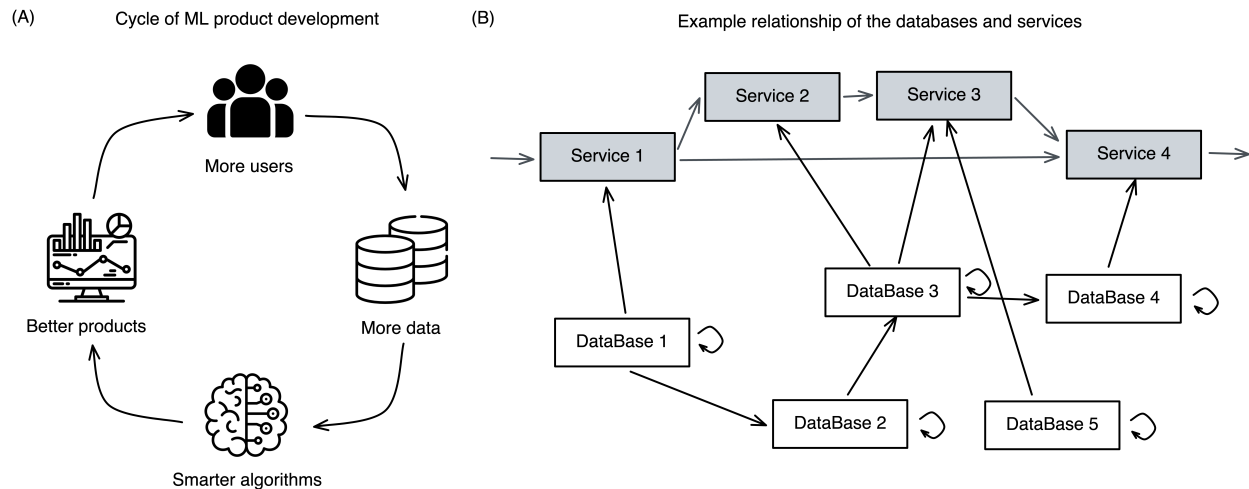 (A)
Cycle of ML product development
More users
More data
Smarter algorithms
Better products
(B)
Example relationship of the databases and services
Service 1
Service 2
Service 3
Service 4
DataBase 1
DataBase 2
DataBase 3
DataBase 4
DataBase 5